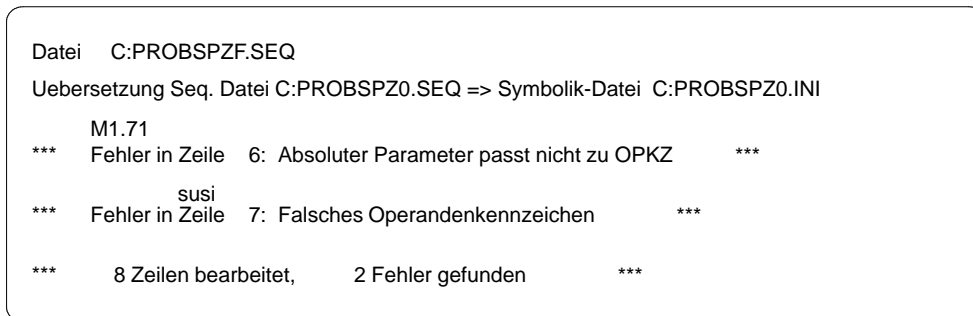 Datei C:PROBSPZF.SEQ
Uebersetzung Seq. Datei C:PROBSPZ0.SEQ => Symbolik-Datei C:PROBSPZ0.INI
M1.71
*** Fehler in Zeile 6: Absoluter Parameter passt nicht zu OPKZ ***
susi
*** Fehler in Zeile 7: Falsches Operandenkennzeichen ***
*** 8 Zeilen bearbeitet, 2 Fehler gefunden ***